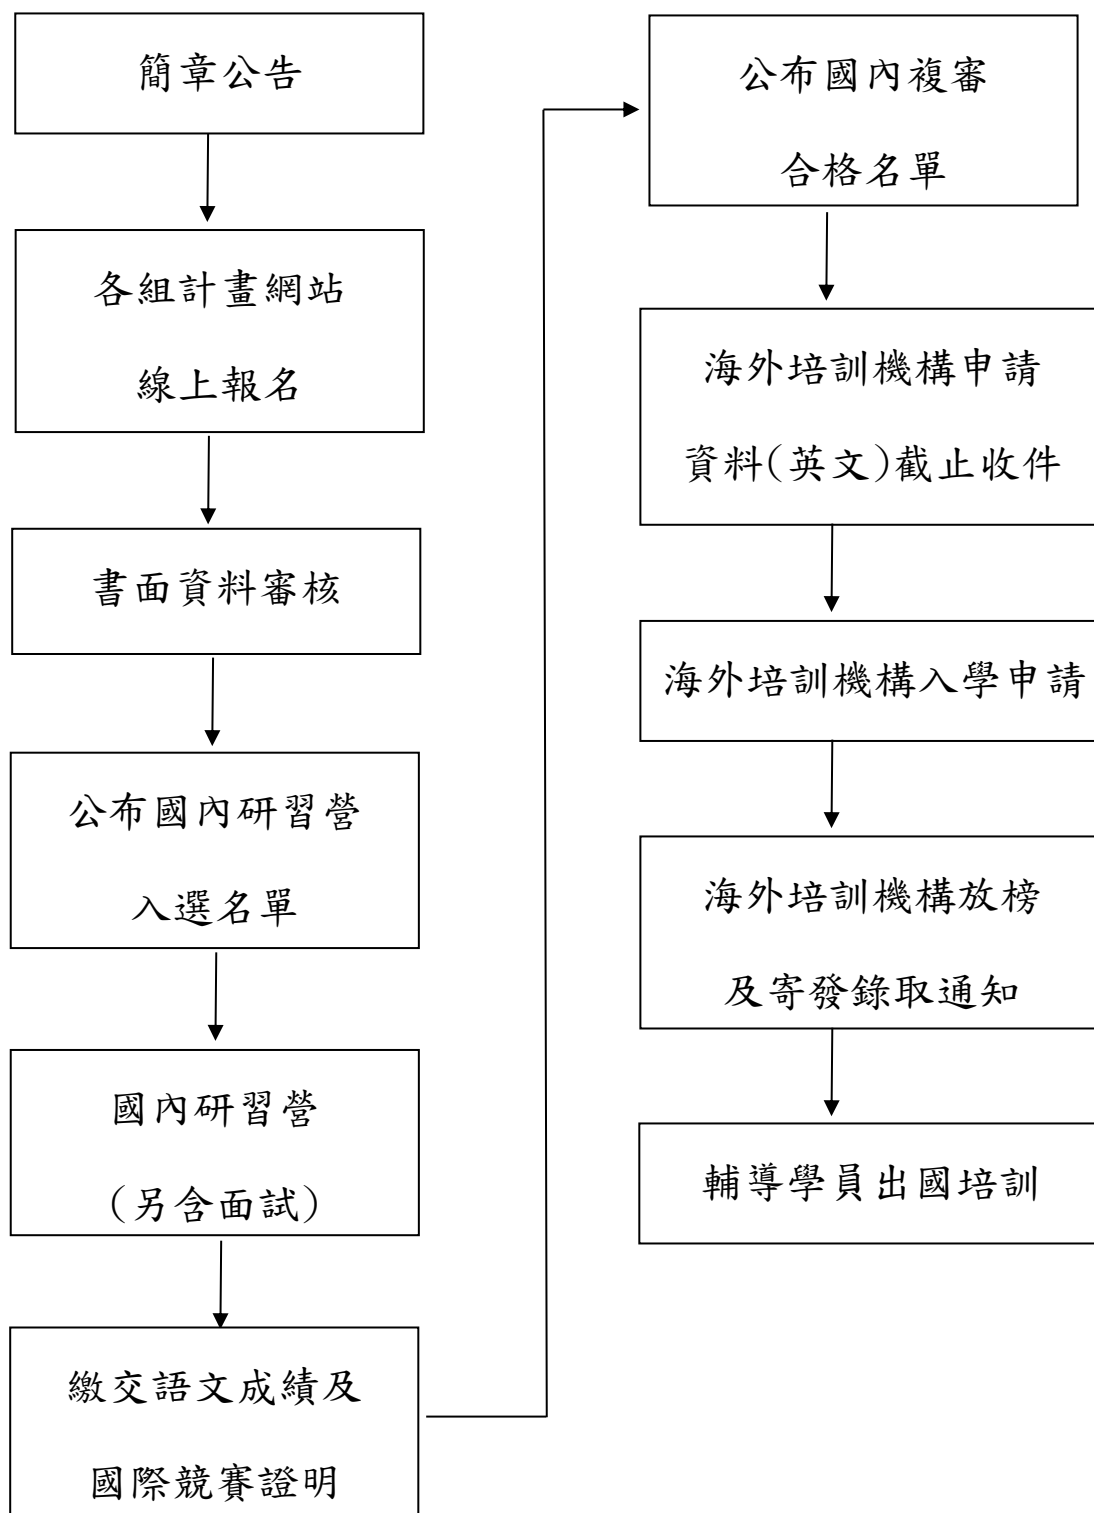 簡章公告
各組計畫網站
線上報名
書面資料審核
公布國內研習營
入選名單
國內研習營
(另含面試)
繳交語文成績及
國際競賽證明
公布國內複審
合格名單
海外培訓機構申請
資料(英文)截止收件
海外培訓機構入學申請
海外培訓機構放榜
及寄發錄取通知
輔導學員出國培訓